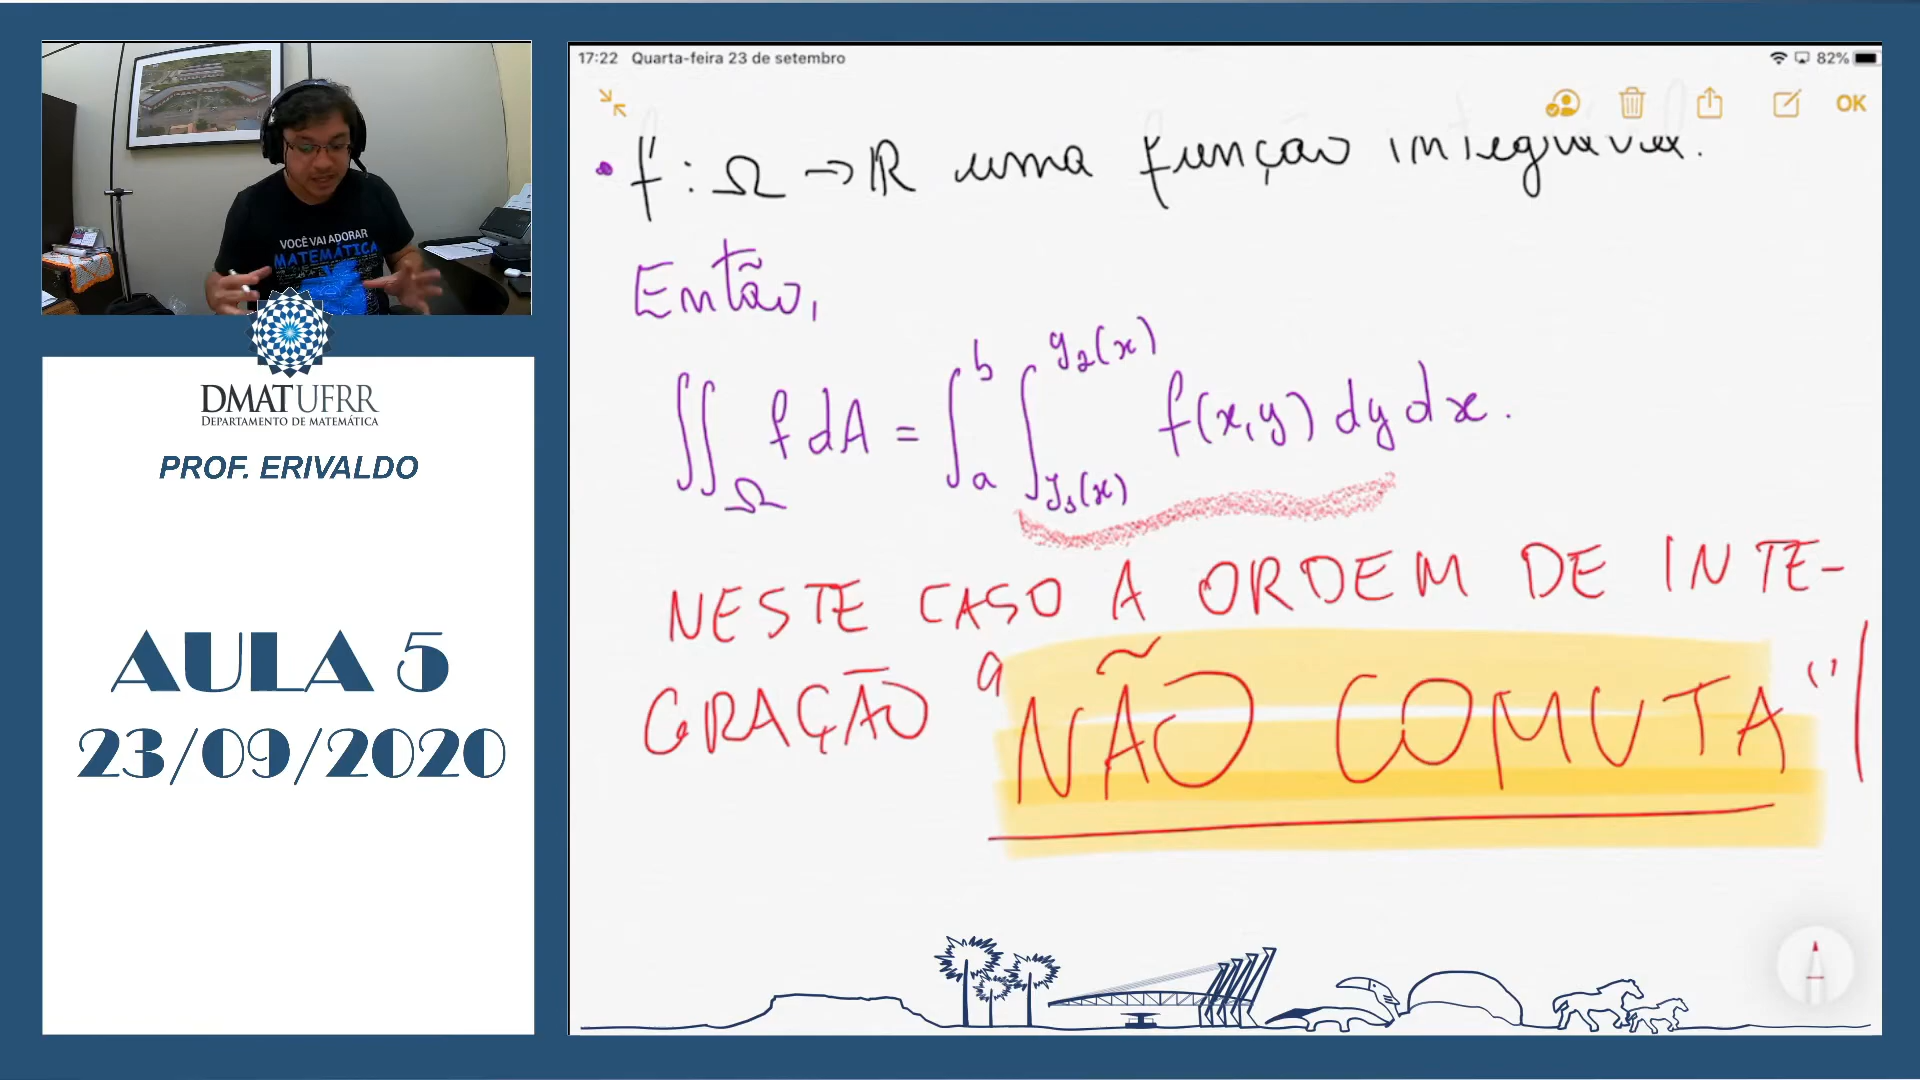 17:22 Quarta-feira 23 de setembro
82%
OK
VOCÊ VAI ADORAR
MATEMÁTICA
DMATUFRR
DEPARTAMENTO DE MATEMÁTICA
PROF. ERIVALDO
AULA 5
23/09/2020
• f : Ω → ℝ uma função integrável.
Então,
∬_Ω f dA = ∫_a^b ∫_{y₁(x)}^{y₂(x)} f(x,y) dy dx.
NESTE CASO A ORDEM DE INTE-
GRAÇÃO "NÃO COMUTA"